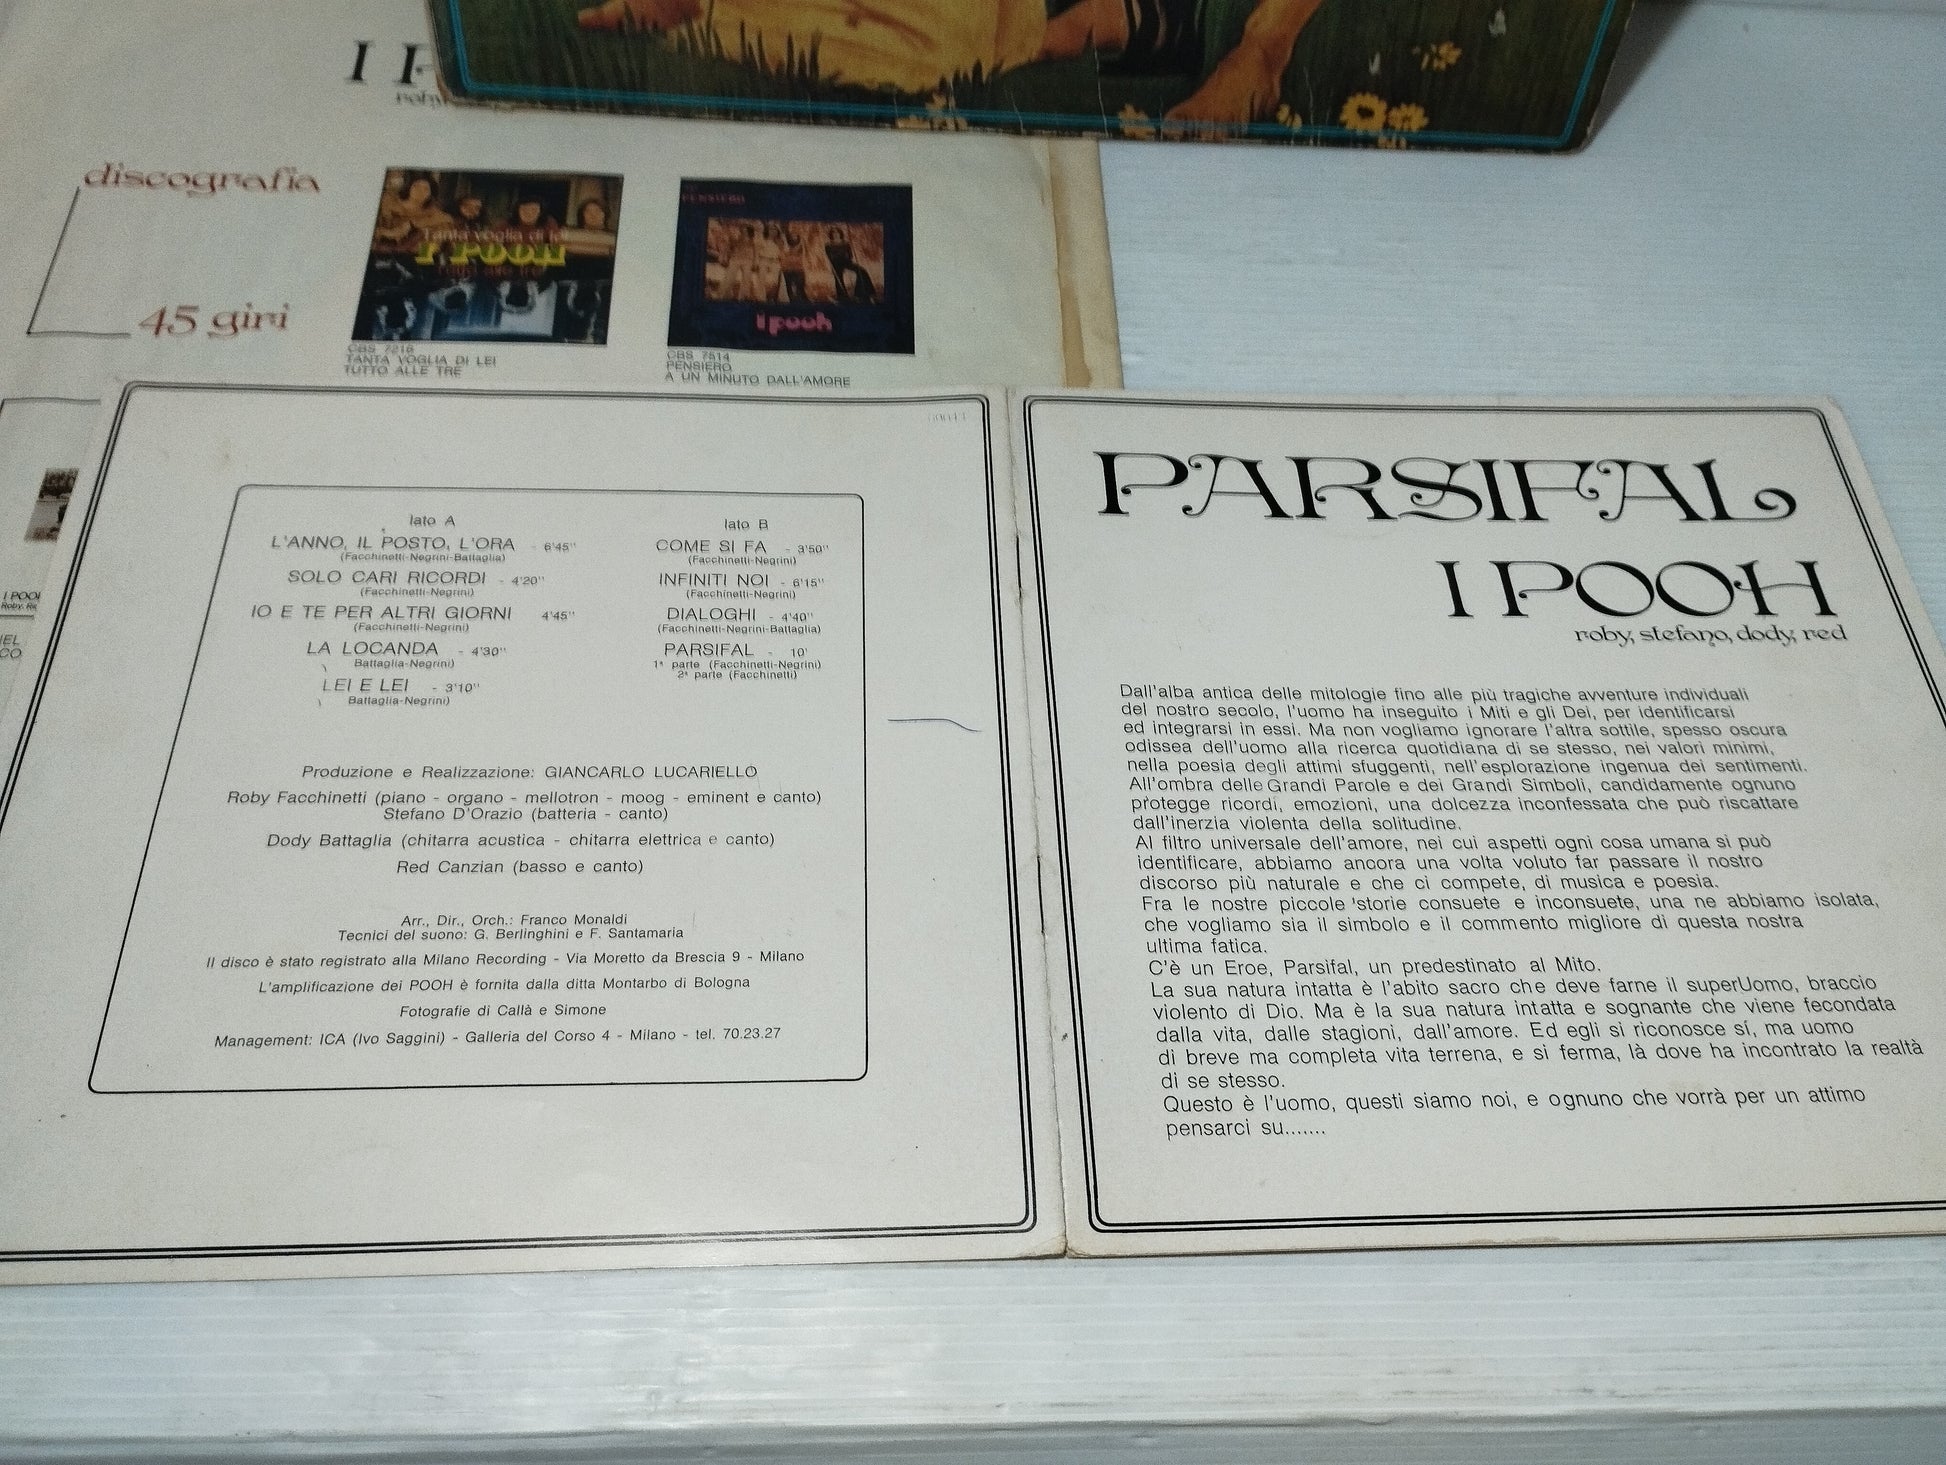 I P
roby
discografia
45 giri
Tanta voglia di lei
I POOH
Tutto alle tre
PENSIERO
i pooh
CBS 7216
TANTA VOGLIA DI LEI
TUTTO ALLE TRE
CBS 7514
PENSIERO
A UN MINUTO DALL'AMORE
I POOH
lato A
L'ANNO, IL POSTO, L'ORA - 6'45''
(Facchinetti-Negrini-Battaglia)
SOLO CARI RICORDI - 4'20''
(Facchinetti-Negrini)
IO E TE PER ALTRI GIORNI 4'45''
(Facchinetti-Negrini)
LA LOCANDA - 4'30''
Battaglia-Negrini)
LEI E LEI - 3'10''
Battaglia-Negrini)
lato B
COME SI FA - 3'50''
(Facchinetti-Negrini)
INFINITI NOI - 6'15''
(Facchinetti-Negrini)
DIALOGHI - 4'40''
(Facchinetti-Negrini-Battaglia)
PARSIFAL - 10'
1ª parte (Facchinetti-Negrini)
2ª parte (Facchinetti)
Produzione e Realizzazione: GIANCARLO LUCARIELLO
Roby Facchinetti (piano - organo - mellotron - moog - eminent e canto)
Stefano D'Orazio (batteria - canto)
Dody Battaglia (chitarra acustica - chitarra elettrica e canto)
Red Canzian (basso e canto)
Arr., Dir., Orch.: Franco Monaldi
Tecnici del suono: G. Berlinghini e F. Santamaria
Il disco è stato registrato alla Milano Recording - Via Moretto da Brescia 9 - Milano
L'amplificazione dei POOH è fornita dalla ditta Montarbo di Bologna
Fotografie di Callà e Simone
Management: ICA (Ivo Saggini) - Galleria del Corso 4 - Milano - tel. 70.23.27
PARSIFAL
I POOH
roby, stefano, dody, red
Dall'alba antica delle mitologie fino alle più tragiche avventure individuali
del nostro secolo, l'uomo ha inseguito i Miti e gli Dei, per identificarsi
ed integrarsi in essi. Ma non vogliamo ignorare l'altra sottile, spesso oscura
odissea dell'uomo alla ricerca quotidiana di se stesso, nei valori minimi,
nella poesia degli attimi sfuggenti, nell'esplorazione ingenua dei sentimenti.
All'ombra delle Grandi Parole e dei Grandi Simboli, candidamente ognuno
protegge ricordi, emozioni, una dolcezza inconfessata che può riscattare
dall'inerzia violenta della solitudine.
Al filtro universale dell'amore, nei cui aspetti ogni cosa umana si può
identificare, abbiamo ancora una volta voluto far passare il nostro
discorso più naturale e che ci compete, di musica e poesia.
Fra le nostre piccole 'storie consuete e inconsuete, una ne abbiamo isolata,
che vogliamo sia il simbolo e il commento migliore di questa nostra
ultima fatica.
C'è un Eroe, Parsifal, un predestinato al Mito.
La sua natura intatta è l'abito sacro che deve farne il superUomo, braccio
violento di Dio. Ma è la sua natura intatta e sognante che viene fecondata
dalla vita, dalle stagioni, dall'amore. Ed egli si riconosce sí, ma uomo
di breve ma completa vita terrena, e si ferma, là dove ha incontrato la realtà
di se stesso.
Questo è l'uomo, questi siamo noi, e ognuno che vorrà per un attimo
pensarci su.......